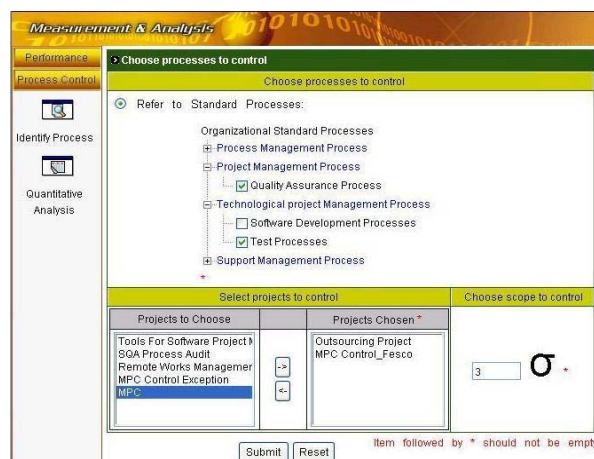 Measurement & Analysis
Performance
Process Control
Identify Process
Quantitative
Analysis
Choose processes to control
Choose processes to control
Refer to Standard Processes:
Organizational Standard Processes
Process Management Process
Project Management Process
Quality Assurance Process
Technological project Management Process
Software Development Processes
Test Processes
Support Management Process
*
Select projects to control
Choose scope to control
Projects to Choose
Projects Chosen *
Tools For Software Project M
SQA Process Audit
Remote Works Managemer
MPC Control Exception
MPC
->
<-
Outsourcing Project
MPC Control_Fesco
3 σ *
Submit Reset
Item followed by * should not be empty